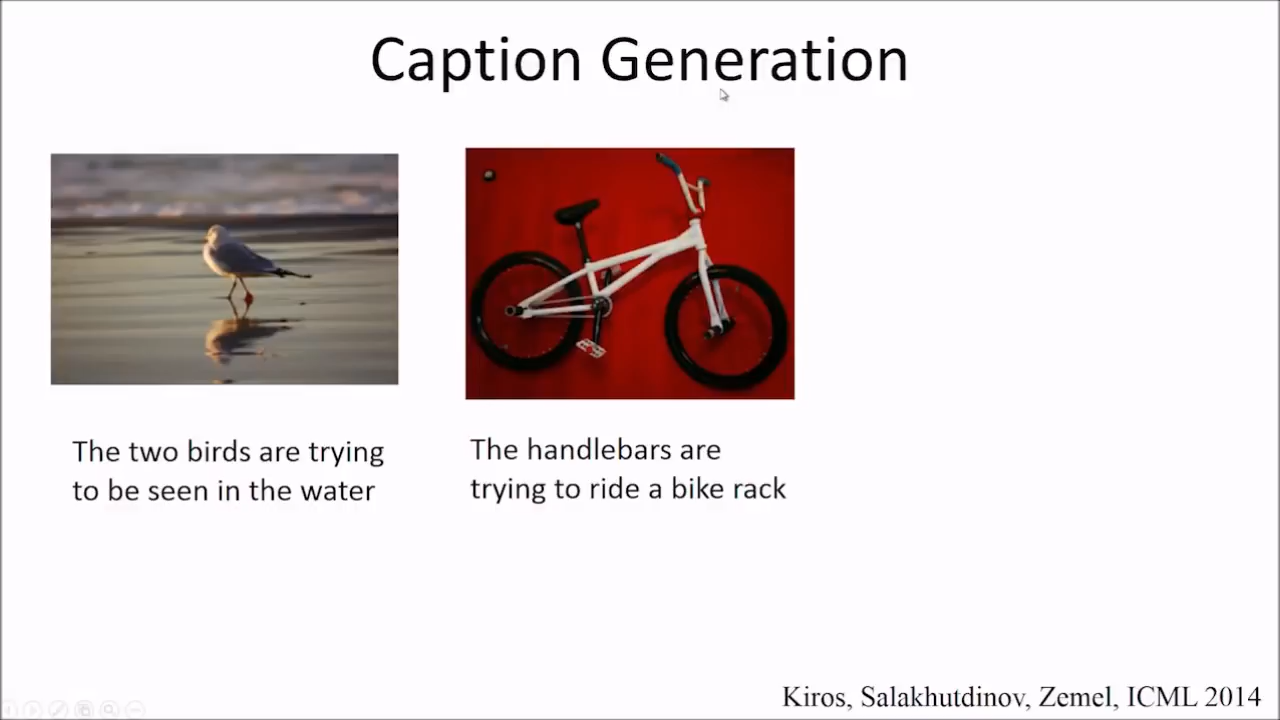 Caption Generation
The two birds are trying
to be seen in the water
The handlebars are
trying to ride a bike rack
Kiros, Salakhutdinov, Zemel, ICML 2014